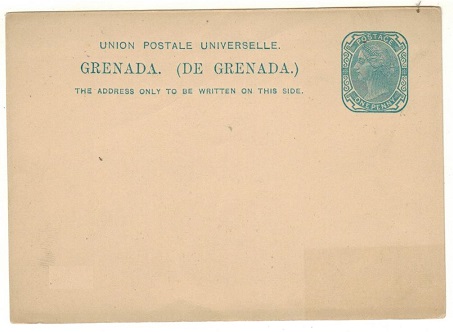 UNION POSTALE UNIVERSELLE.
GRENADA. (DE GRENADA.)
THE ADDRESS ONLY TO BE WRITTEN ON THIS SIDE.
POSTAGE
ONE PENNY